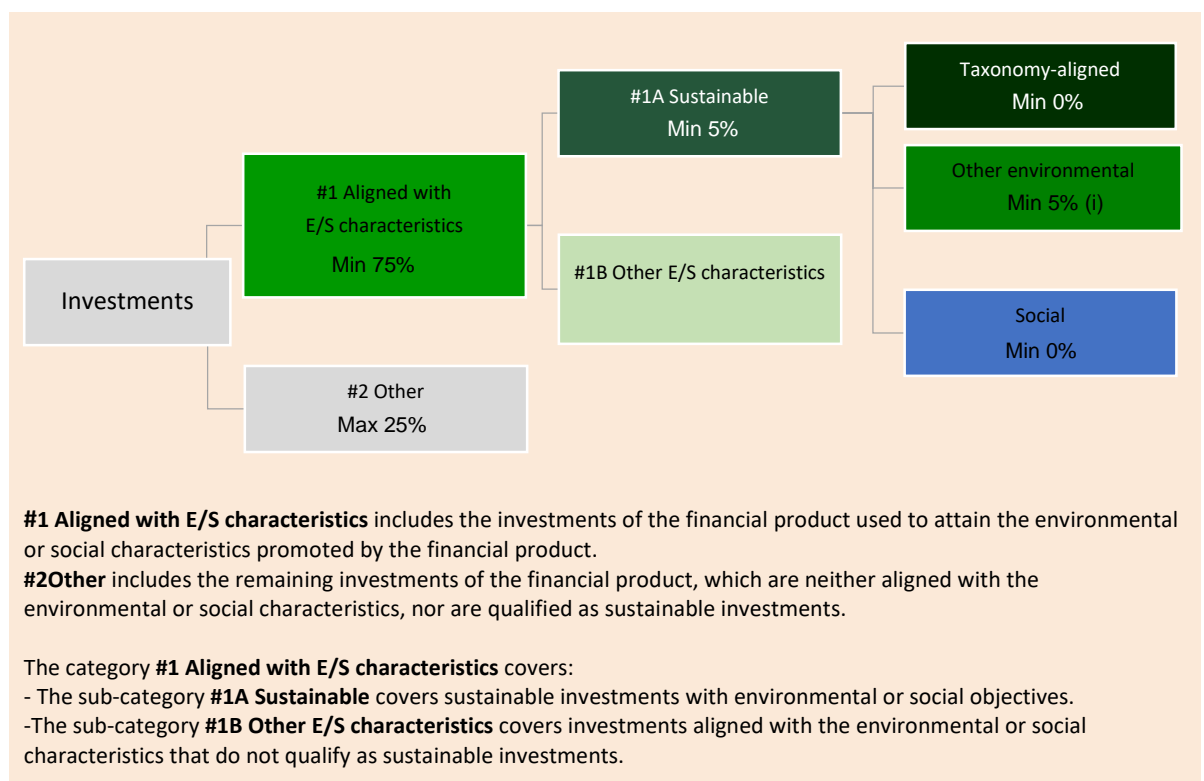 Investments
#1 Aligned with
E/S characteristics
Min 75%
#2 Other
Max 25%
#1A Sustainable
Min 5%
#1B Other E/S characteristics
Taxonomy-aligned
Min 0%
Other environmental
Min 5% (i)
Social
Min 0%
#1 Aligned with E/S characteristics includes the investments of the financial product used to attain the environmental
or social characteristics promoted by the financial product.
#2Other includes the remaining investments of the financial product, which are neither aligned with the
environmental or social characteristics, nor are qualified as sustainable investments.
The category #1 Aligned with E/S characteristics covers:
- The sub-category #1A Sustainable covers sustainable investments with environmental or social objectives.
-The sub-category #1B Other E/S characteristics covers investments aligned with the environmental or social
characteristics that do not qualify as sustainable investments.